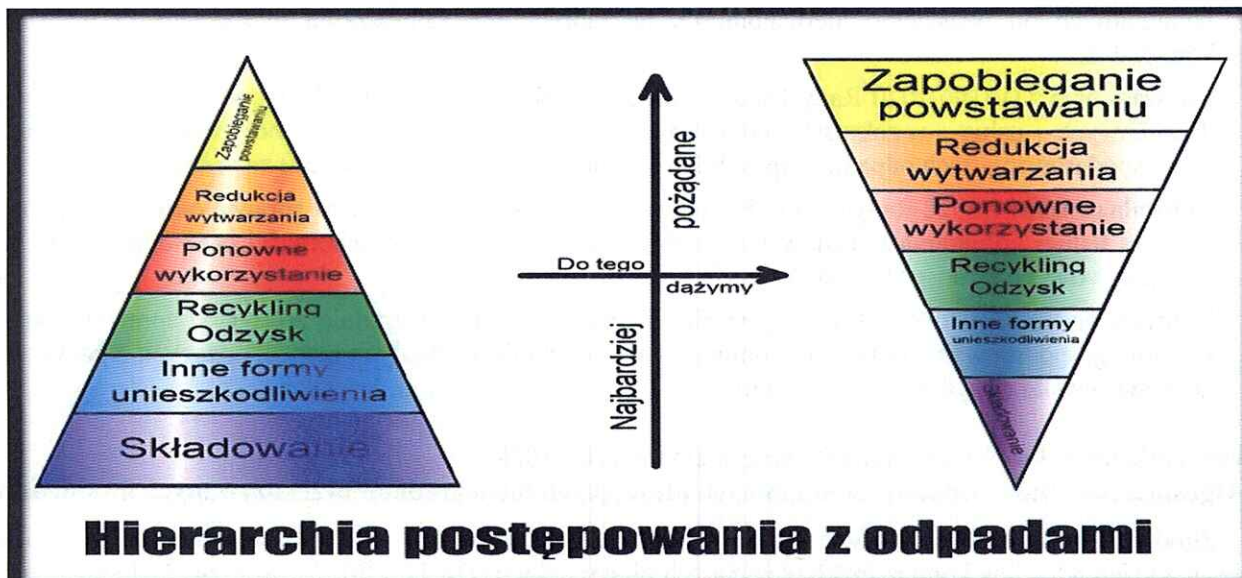 Zapobieganie
powstawaniu
Redukcja
wytwarzania
Ponowne
wykorzystanie
Recykling
Odzysk
Inne formy
unieszkodliwienia
Składowanie
Najbardziej pożądane
Do tego
dążymy
Zapobieganie
powstawaniu
Redukcja
wytwarzania
Ponowne
wykorzystanie
Recykling
Odzysk
Inne formy
unieszkodliwienia
Składowanie
Hierarchia postępowania z odpadami